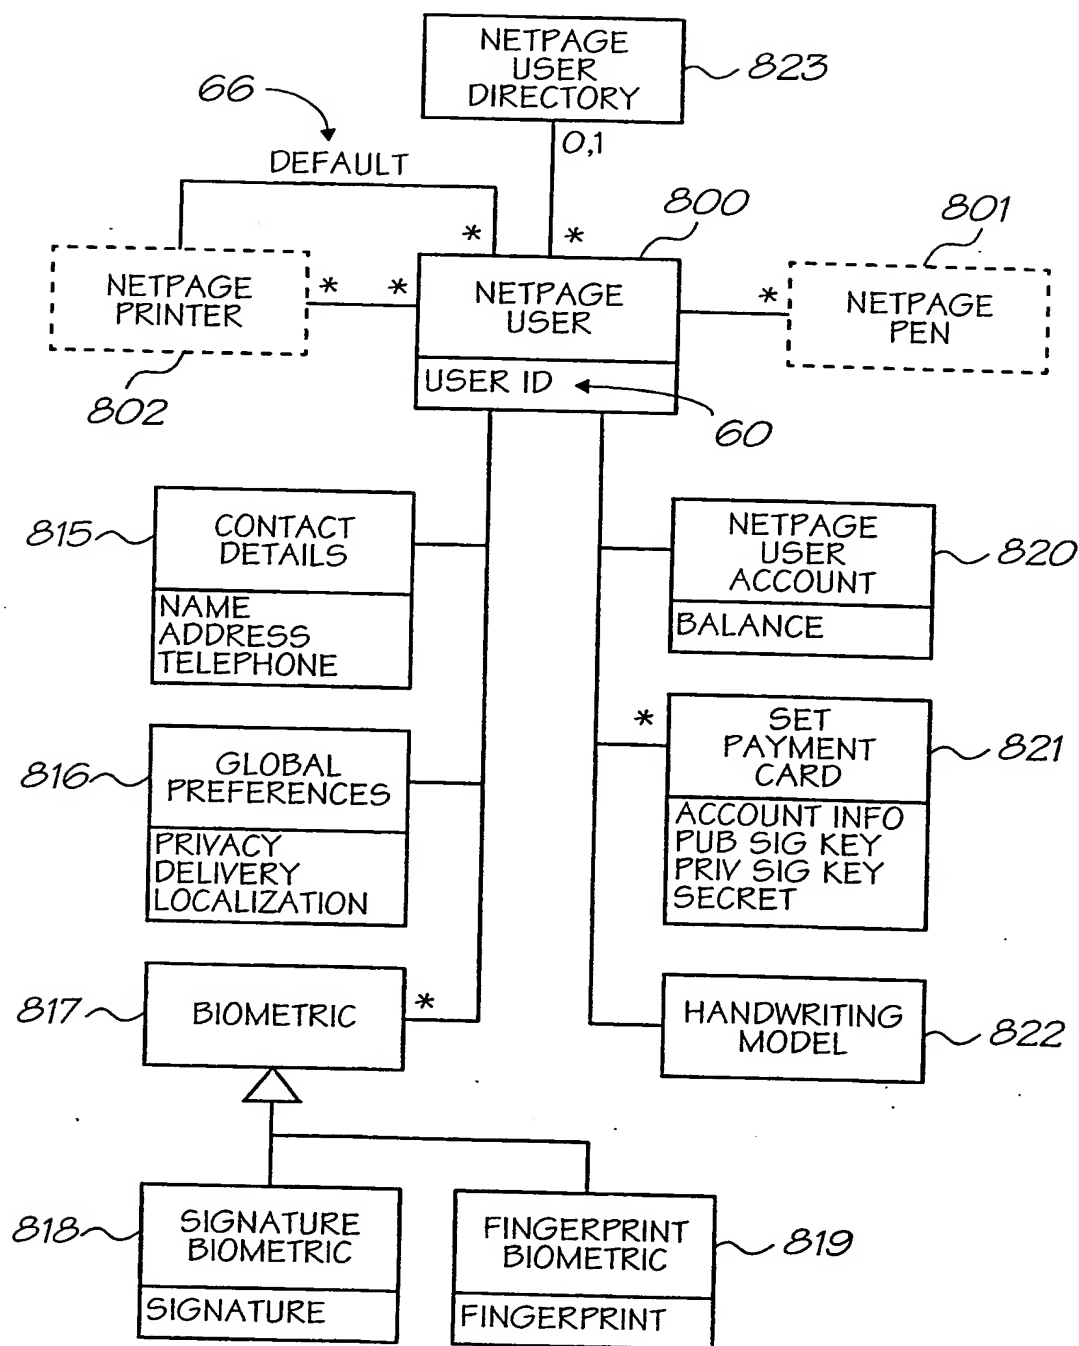 NETPAGE
USER
DIRECTORY
823
0,1
66
DEFAULT
*
*
800
801
NETPAGE
PRINTER
*
*
NETPAGE
USER
*
NETPAGE
PEN
USER ID
802
60
815
CONTACT
DETAILS
NAME
ADDRESS
TELEPHONE
NETPAGE
USER
ACCOUNT
820
BALANCE
816
GLOBAL
PREFERENCES
PRIVACY
DELIVERY
LOCALIZATION
*
SET
PAYMENT
CARD
821
ACCOUNT INFO
PUB SIG KEY
PRIV SIG KEY
SECRET
817
BIOMETRIC
*
HANDWRITING
MODEL
822
818
SIGNATURE
BIOMETRIC
SIGNATURE
FINGERPRINT
BIOMETRIC
819
FINGERPRINT